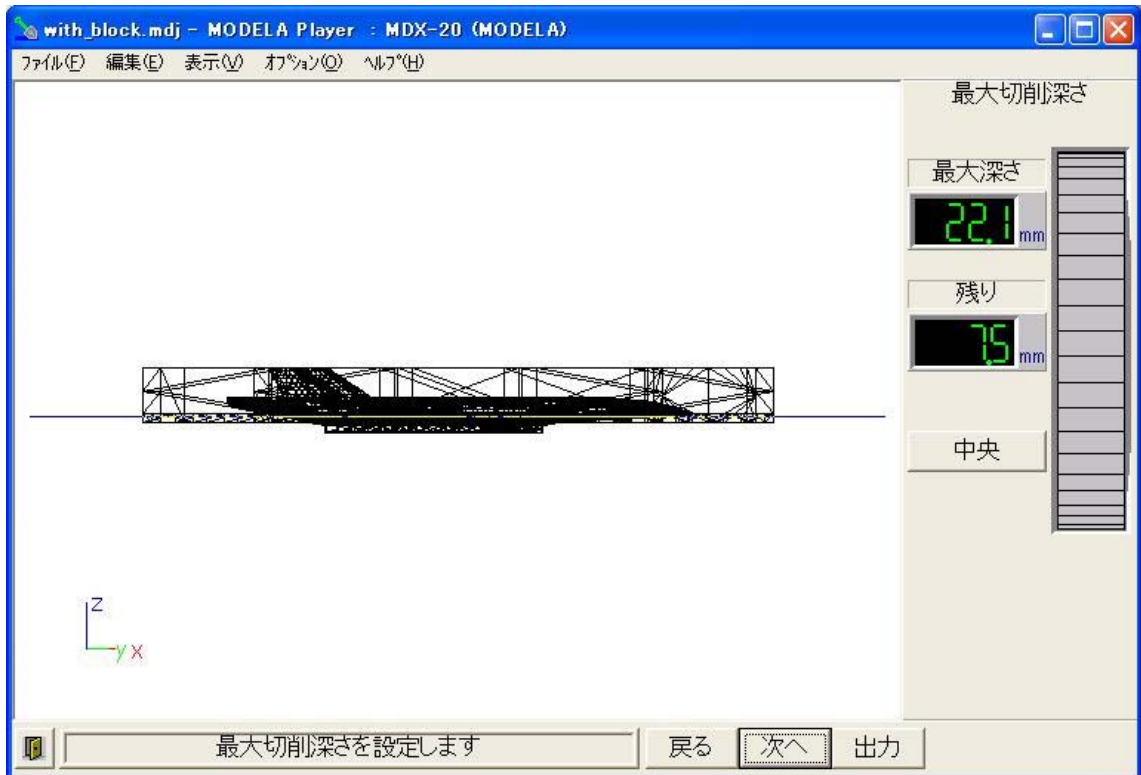 with_block.mdj - MODELA Player : MDX-20 (MODELA)
ファイル(F) 編集(E) 表示(V) オプション(O) ヘルプ(H)
最大切削深さ
最大深さ
22.1 mm
残り
7.5 mm
中央
Z
y X
最大切削深さを設定します
戻る 次へ 出力